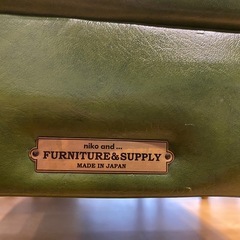 niko and ...
FURNITURE&SUPPLY
MADE IN JAPAN